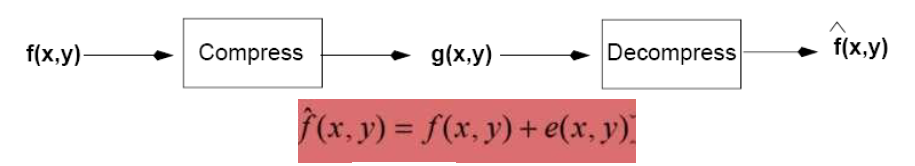 f(x,y) Compress g(x,y) Decompress f̂(x,y)
f̂(x, y) = f(x, y) + e(x, y)